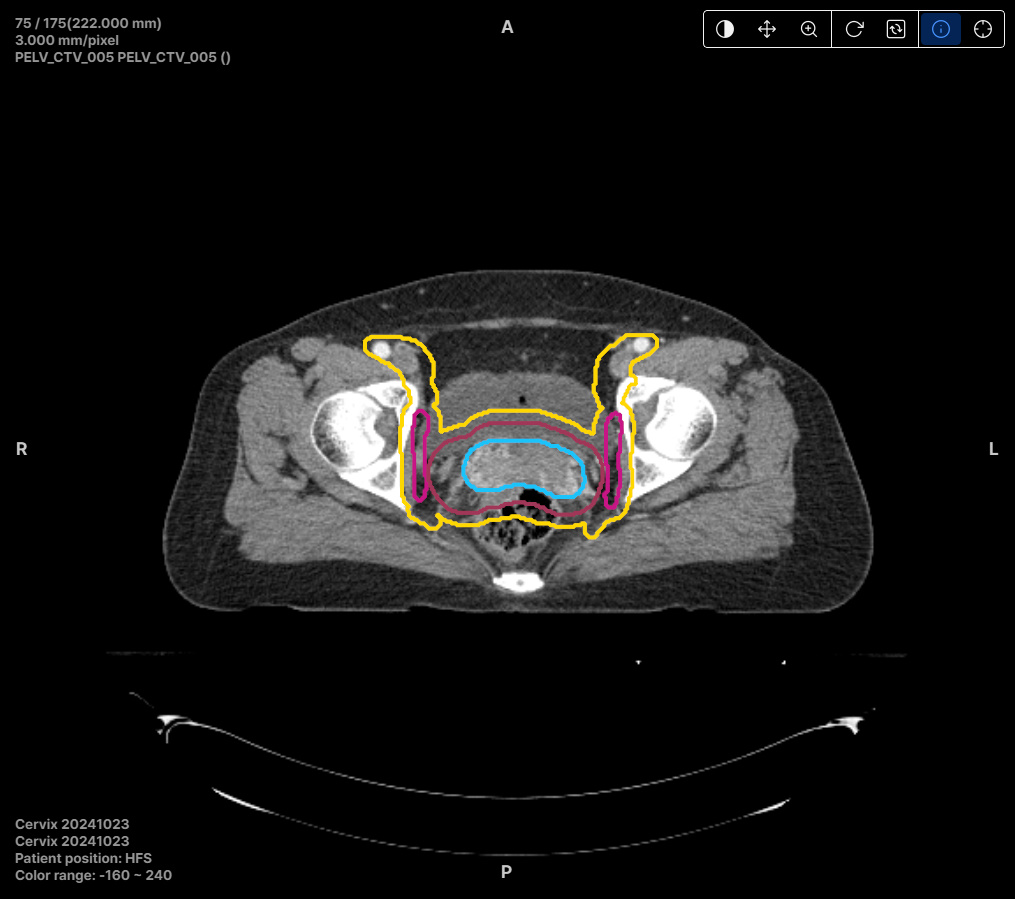 75 / 175(222.000 mm)
3.000 mm/pixel
PELV_CTV_005 PELV_CTV_005 ()
A
R
L
Cervix 20241023
Cervix 20241023
Patient position: HFS
Color range: -160 ~ 240
P